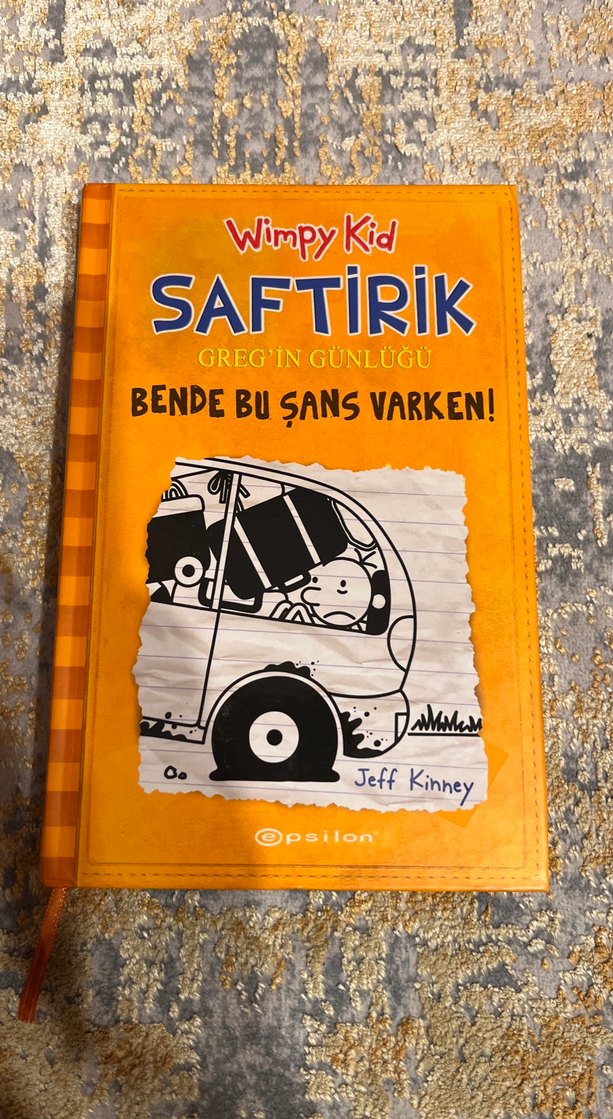 Wimpy Kid
SAFTİRİK
GREG'İN GÜNLÜĞÜ
BENDE BU ŞANS VARKEN!
Jeff Kinney
epsilon